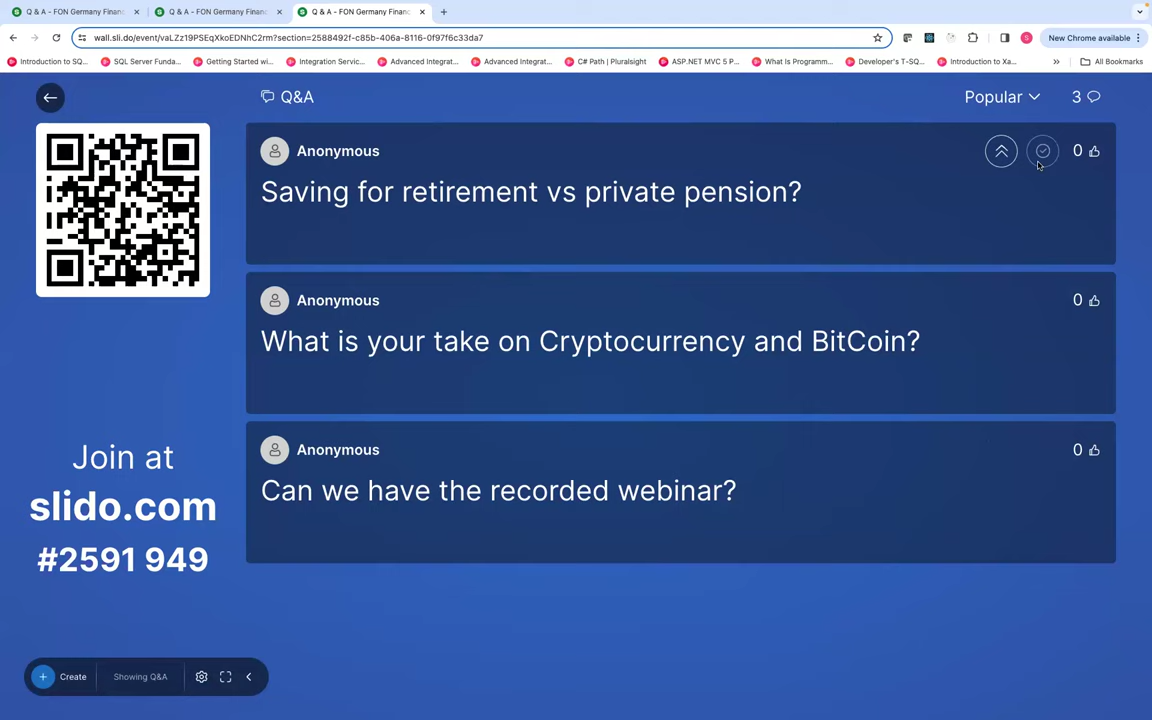 Q & A - FON Germany Financ
Q & A - FON Germany Financ
Q & A - FON Germany Financ
wall.sli.do/event/vaLZz19PSEqXkoEDNhC2rm?section=2588492f-c85b-406a-8116-0f97f6c33da7
S
New Chrome available
Introduction to SQ...
SQL Server Funda...
Getting Started wi...
Integration Servic...
Advanced Integrat...
Advanced Integrat...
C# Path | Pluralsight
ASP.NET MVC 5 P...
What Is Programm...
Developer's T-SQ...
Introduction to Xa...
All Bookmarks
Q&A
Popular
3
Anonymous
0
Saving for retirement vs private pension?
Anonymous
0
What is your take on Cryptocurrency and BitCoin?
Anonymous
0
Can we have the recorded webinar?
Join at
slido.com
#2591 949
Create
Showing Q&A